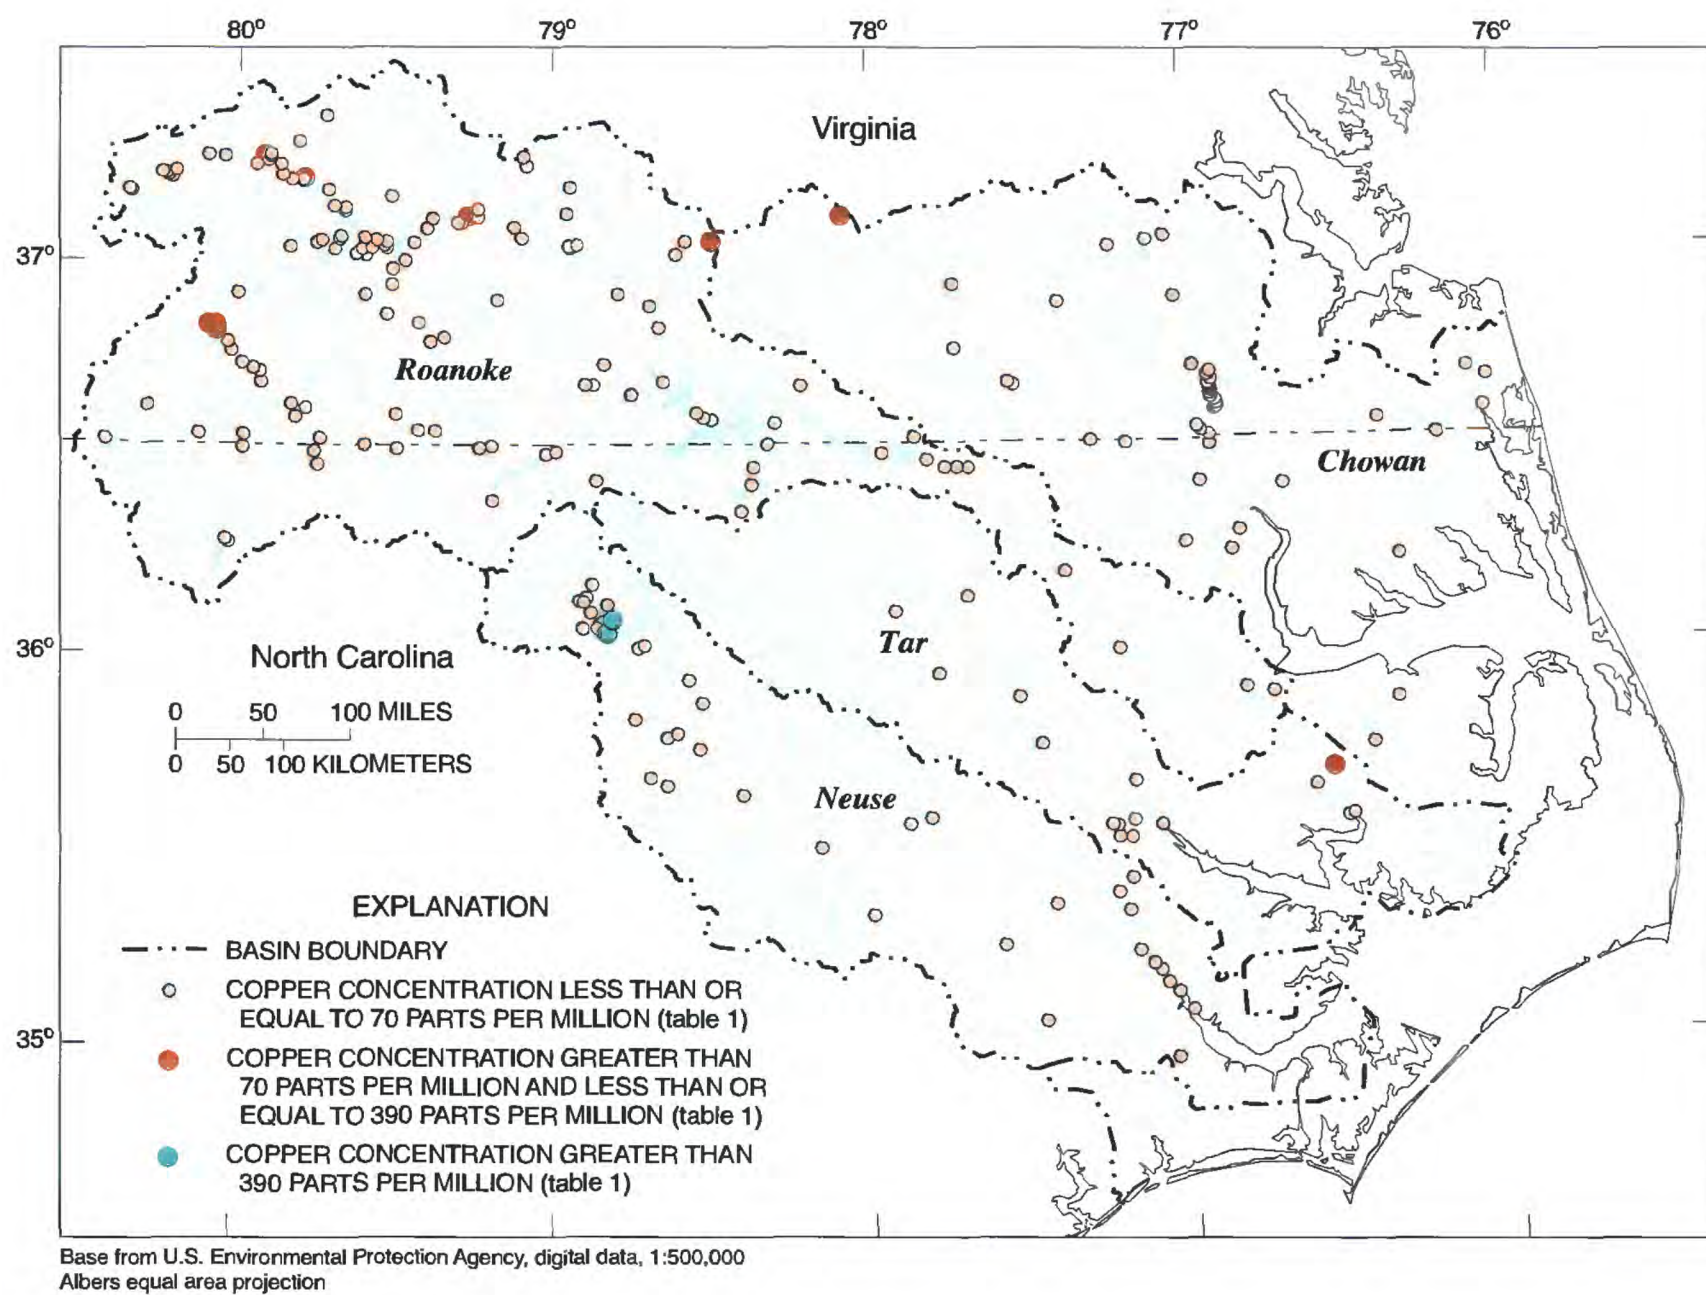 80° 79° 78° 77° 76°
Virginia
37°
Roanoke
Chowan
36°
North Carolina
Tar
0 50 100 MILES
0 50 100 KILOMETERS
Neuse
EXPLANATION
BASIN BOUNDARY
COPPER CONCENTRATION LESS THAN OR
EQUAL TO 70 PARTS PER MILLION (table 1)
35°
COPPER CONCENTRATION GREATER THAN
70 PARTS PER MILLION AND LESS THAN OR
EQUAL TO 390 PARTS PER MILLION (table 1)
COPPER CONCENTRATION GREATER THAN
390 PARTS PER MILLION (table 1)
Base from U.S. Environmental Protection Agency, digital data, 1:500,000
Albers equal area projection